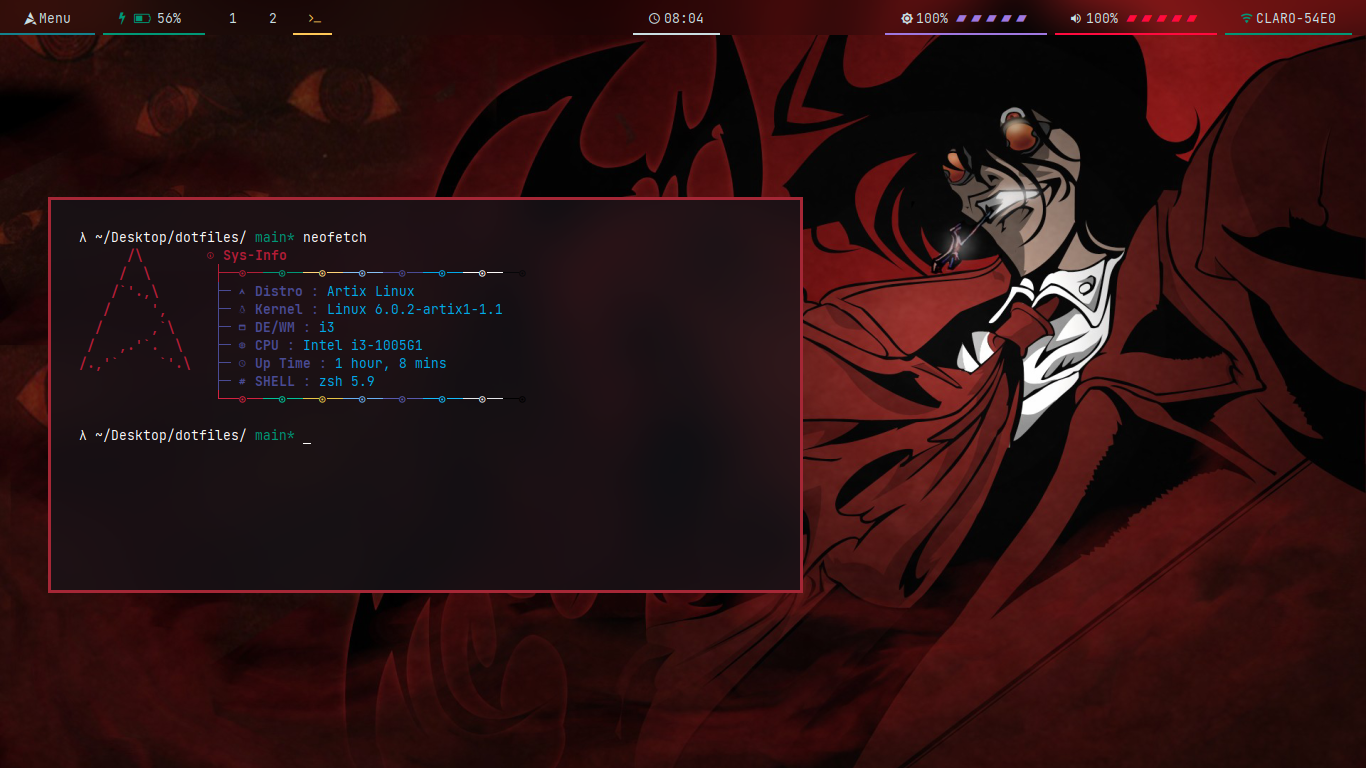 Menu 56% 1 2 >_ 08:04 100% 100% CLARO-54E0
λ ~/Desktop/dotfiles/ main* neofetch
Sys-Info
Distro : Artix Linux
Kernel : Linux 6.0.2-artix1-1.1
DE/WM : i3
CPU : Intel i3-1005G1
Up Time : 1 hour, 8 mins
# SHELL : zsh 5.9
λ ~/Desktop/dotfiles/ main* _